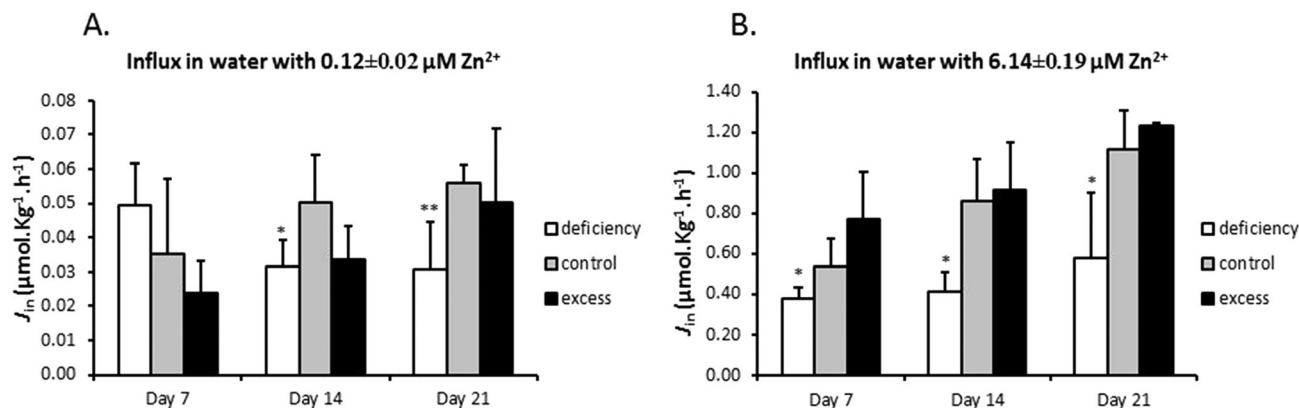 A.
Influx in water with 0.12±0.02 µM Zn²⁺
Jin (µmol.Kg⁻¹.h⁻¹)
0.08
0.07
0.06
0.05
0.04
0.03
0.02
0.01
0.00
*
**
Day 7
Day 14
Day 21
deficiency
control
excess
B.
Influx in water with 6.14±0.19 µM Zn²⁺
Jin (µmol.Kg⁻¹.h⁻¹)
1.40
1.20
1.00
0.80
0.60
0.40
0.20
0.00
*
*
*
Day 7
Day 14
Day 21
deficiency
control
excess